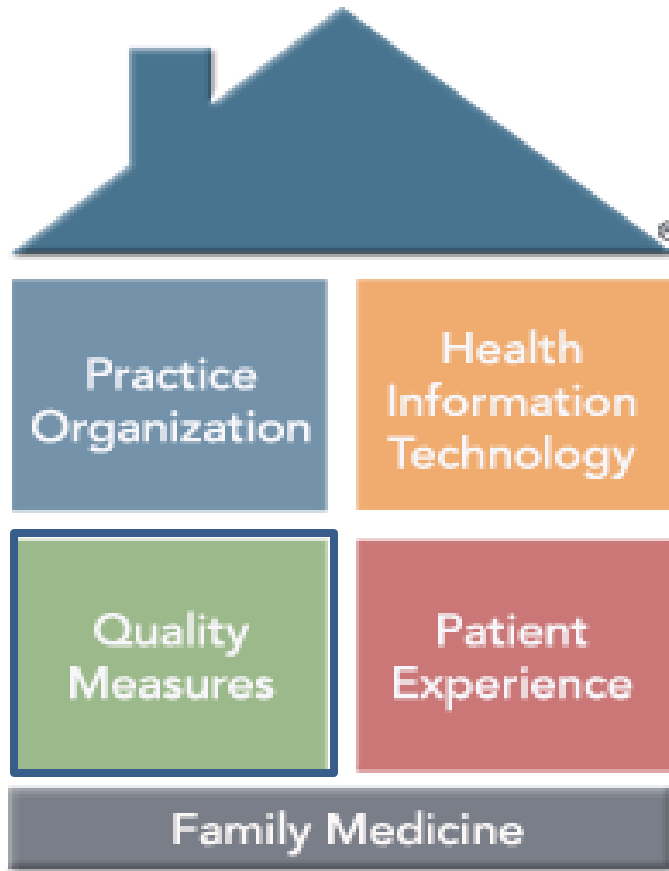 ®
Practice
Organization
Health
Information
Technology
Quality
Measures
Patient
Experience
Family Medicine